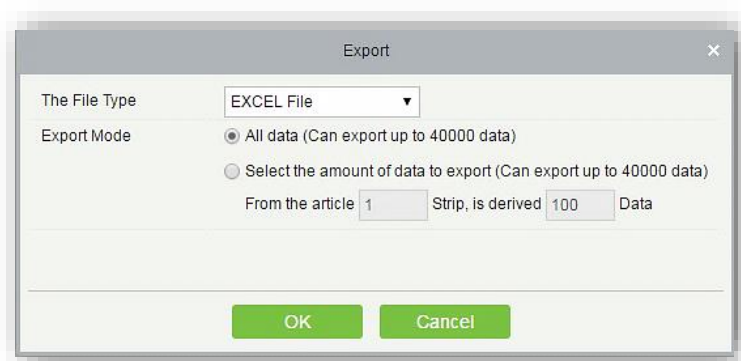 Export ×
The File Type EXCEL File ▼
Export Mode All data (Can export up to 40000 data)
Select the amount of data to export (Can export up to 40000 data)
From the article 1 Strip, is derived 100 Data
OK Cancel